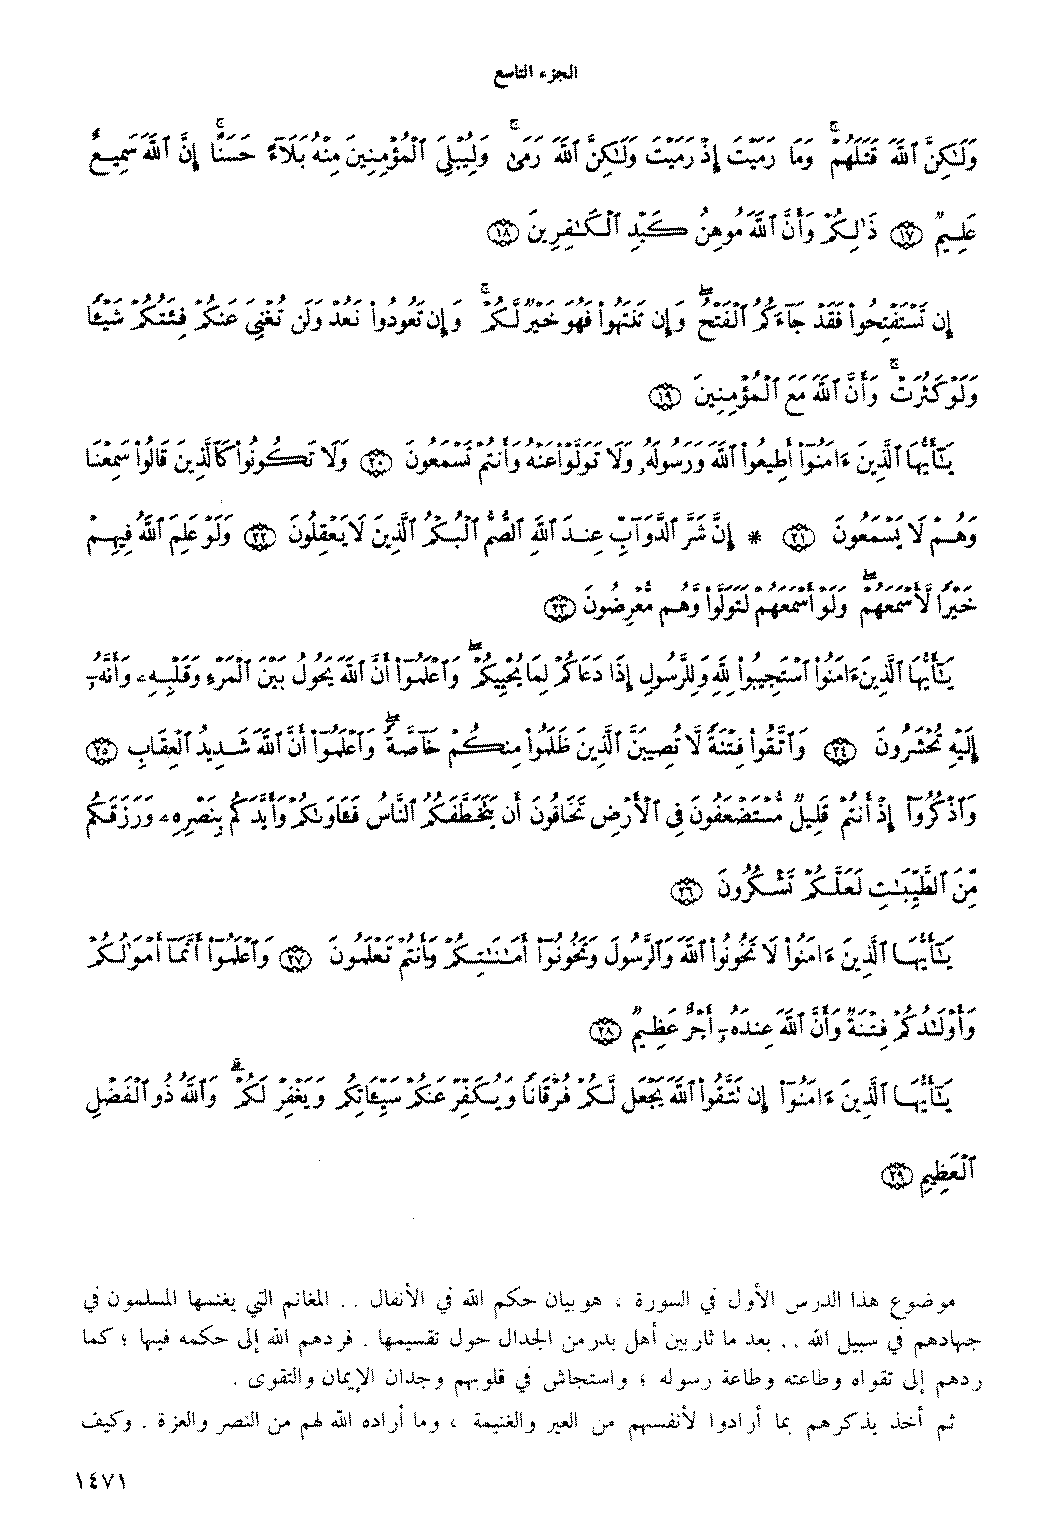 الجزء التاسع
وَلَـٰكِنَّ ٱللَّهَ قَتَلَهُمْ ۚ وَمَا رَمَيْتَ إِذْ رَمَيْتَ وَلَـٰكِنَّ ٱللَّهَ رَمَىٰ ۚ وَلِيُبْلِىَ ٱلْمُؤْمِنِينَ مِنْهُ بَلَآءً حَسَنًا ۚ إِنَّ ٱللَّهَ سَمِيعٌ
عَلِيمٌ ﴿١٧﴾ ذَٰلِكُمْ وَأَنَّ ٱللَّهَ مُوهِنُ كَيْدِ ٱلْكَـٰفِرِينَ ﴿١٨﴾
إِن تَسْتَفْتِحُوا۟ فَقَدْ جَآءَكُمُ ٱلْفَتْحُ ۖ وَإِن تَنتَهُوا۟ فَهُوَ خَيْرٌ لَّكُمْ ۚ وَإِن تَعُودُوا۟ نَعُدْ وَلَن تُغْنِىَ عَنكُمْ فِئَتُكُمْ شَيْـًٔا
وَلَوْ كَثُرَتْ ۚ وَأَنَّ ٱللَّهَ مَعَ ٱلْمُؤْمِنِينَ ﴿١٩﴾
يَـٰٓأَيُّهَا ٱلَّذِينَ ءَامَنُوٓا۟ أَطِيعُوا۟ ٱللَّهَ وَرَسُولَهُۥ وَلَا تَوَلَّوْا۟ عَنْهُ وَأَنتُمْ تَسْمَعُونَ ﴿٢٠﴾ وَلَا تَكُونُوا۟ كَٱلَّذِينَ قَالُوا۟ سَمِعْنَا
وَهُمْ لَا يَسْمَعُونَ ﴿٢١﴾ * إِنَّ شَرَّ ٱلدَّوَآبِّ عِندَ ٱللَّهِ ٱلصُّمُّ ٱلْبُكْمُ ٱلَّذِينَ لَا يَعْقِلُونَ ﴿٢٢﴾ وَلَوْ عَلِمَ ٱللَّهُ فِيهِمْ
خَيْرًا لَّأَسْمَعَهُمْ ۖ وَلَوْ أَسْمَعَهُمْ لَتَوَلَّوا۟ وَّهُم مُّعْرِضُونَ ﴿٢٣﴾
يَـٰٓأَيُّهَا ٱلَّذِينَ ءَامَنُوا۟ ٱسْتَجِيبُوا۟ لِلَّهِ وَلِلرَّسُولِ إِذَا دَعَاكُمْ لِمَا يُحْيِيكُمْ ۖ وَٱعْلَمُوٓا۟ أَنَّ ٱللَّهَ يَحُولُ بَيْنَ ٱلْمَرْءِ وَقَلْبِهِۦ وَأَنَّهُۥٓ
إِلَيْهِ تُحْشَرُونَ ﴿٢٤﴾ وَٱتَّقُوا۟ فِتْنَةً لَّا تُصِيبَنَّ ٱلَّذِينَ ظَلَمُوا۟ مِنكُمْ خَآصَّةً ۖ وَٱعْلَمُوٓا۟ أَنَّ ٱللَّهَ شَدِيدُ ٱلْعِقَابِ ﴿٢٥﴾
وَٱذْكُرُوٓا۟ إِذْ أَنتُمْ قَلِيلٌ مُّسْتَضْعَفُونَ فِى ٱلْأَرْضِ تَخَافُونَ أَن يَتَخَطَّفَكُمُ ٱلنَّاسُ فَـَٔاوَىٰكُمْ وَأَيَّدَكُم بِنَصْرِهِۦ وَرَزَقَكُم
مِّنَ ٱلطَّيِّبَـٰتِ لَعَلَّكُمْ تَشْكُرُونَ ﴿٢٦﴾
يَـٰٓأَيُّهَا ٱلَّذِينَ ءَامَنُوا۟ لَا تَخُونُوا۟ ٱللَّهَ وَٱلرَّسُولَ وَتَخُونُوٓا۟ أَمَـٰنَـٰتِكُمْ وَأَنتُمْ تَعْلَمُونَ ﴿٢٧﴾ وَٱعْلَمُوٓا۟ أَنَّمَآ أَمْوَٰلُكُمْ
وَأَوْلَـٰدُكُمْ فِتْنَةٌ وَأَنَّ ٱللَّهَ عِندَهُۥٓ أَجْرٌ عَظِيمٌ ﴿٢٨﴾
يَـٰٓأَيُّهَا ٱلَّذِينَ ءَامَنُوٓا۟ إِن تَتَّقُوا۟ ٱللَّهَ يَجْعَل لَّكُمْ فُرْقَانًا وَيُكَفِّرْ عَنكُمْ سَيِّـَٔاتِكُمْ وَيَغْفِرْ لَكُمْ ۗ وَٱللَّهُ ذُو ٱلْفَضْلِ
ٱلْعَظِيمِ ﴿٢٩﴾
موضوع هذا الدرس الأول في السورة ، هو بيان حكم الله في الأنفال .. المغانم التي يغنمها المسلمون في
جهادهم في سبيل الله .. بعد ما ثار بين أهل بدر من الجدال حول تقسيمها . فردهم الله إلى حكمه فيها ؛ كما
ردهم إلى تقواه وطاعته وطاعة رسوله ؛ واستجاش في قلوبهم وجدان الإيمان والتقوى .
ثم أخذ يذكرهم بما أرادوا لأنفسهم من العير والغنيمة ، وما أراده الله لهم من النصر والعزة . وكيف
١٤٧١